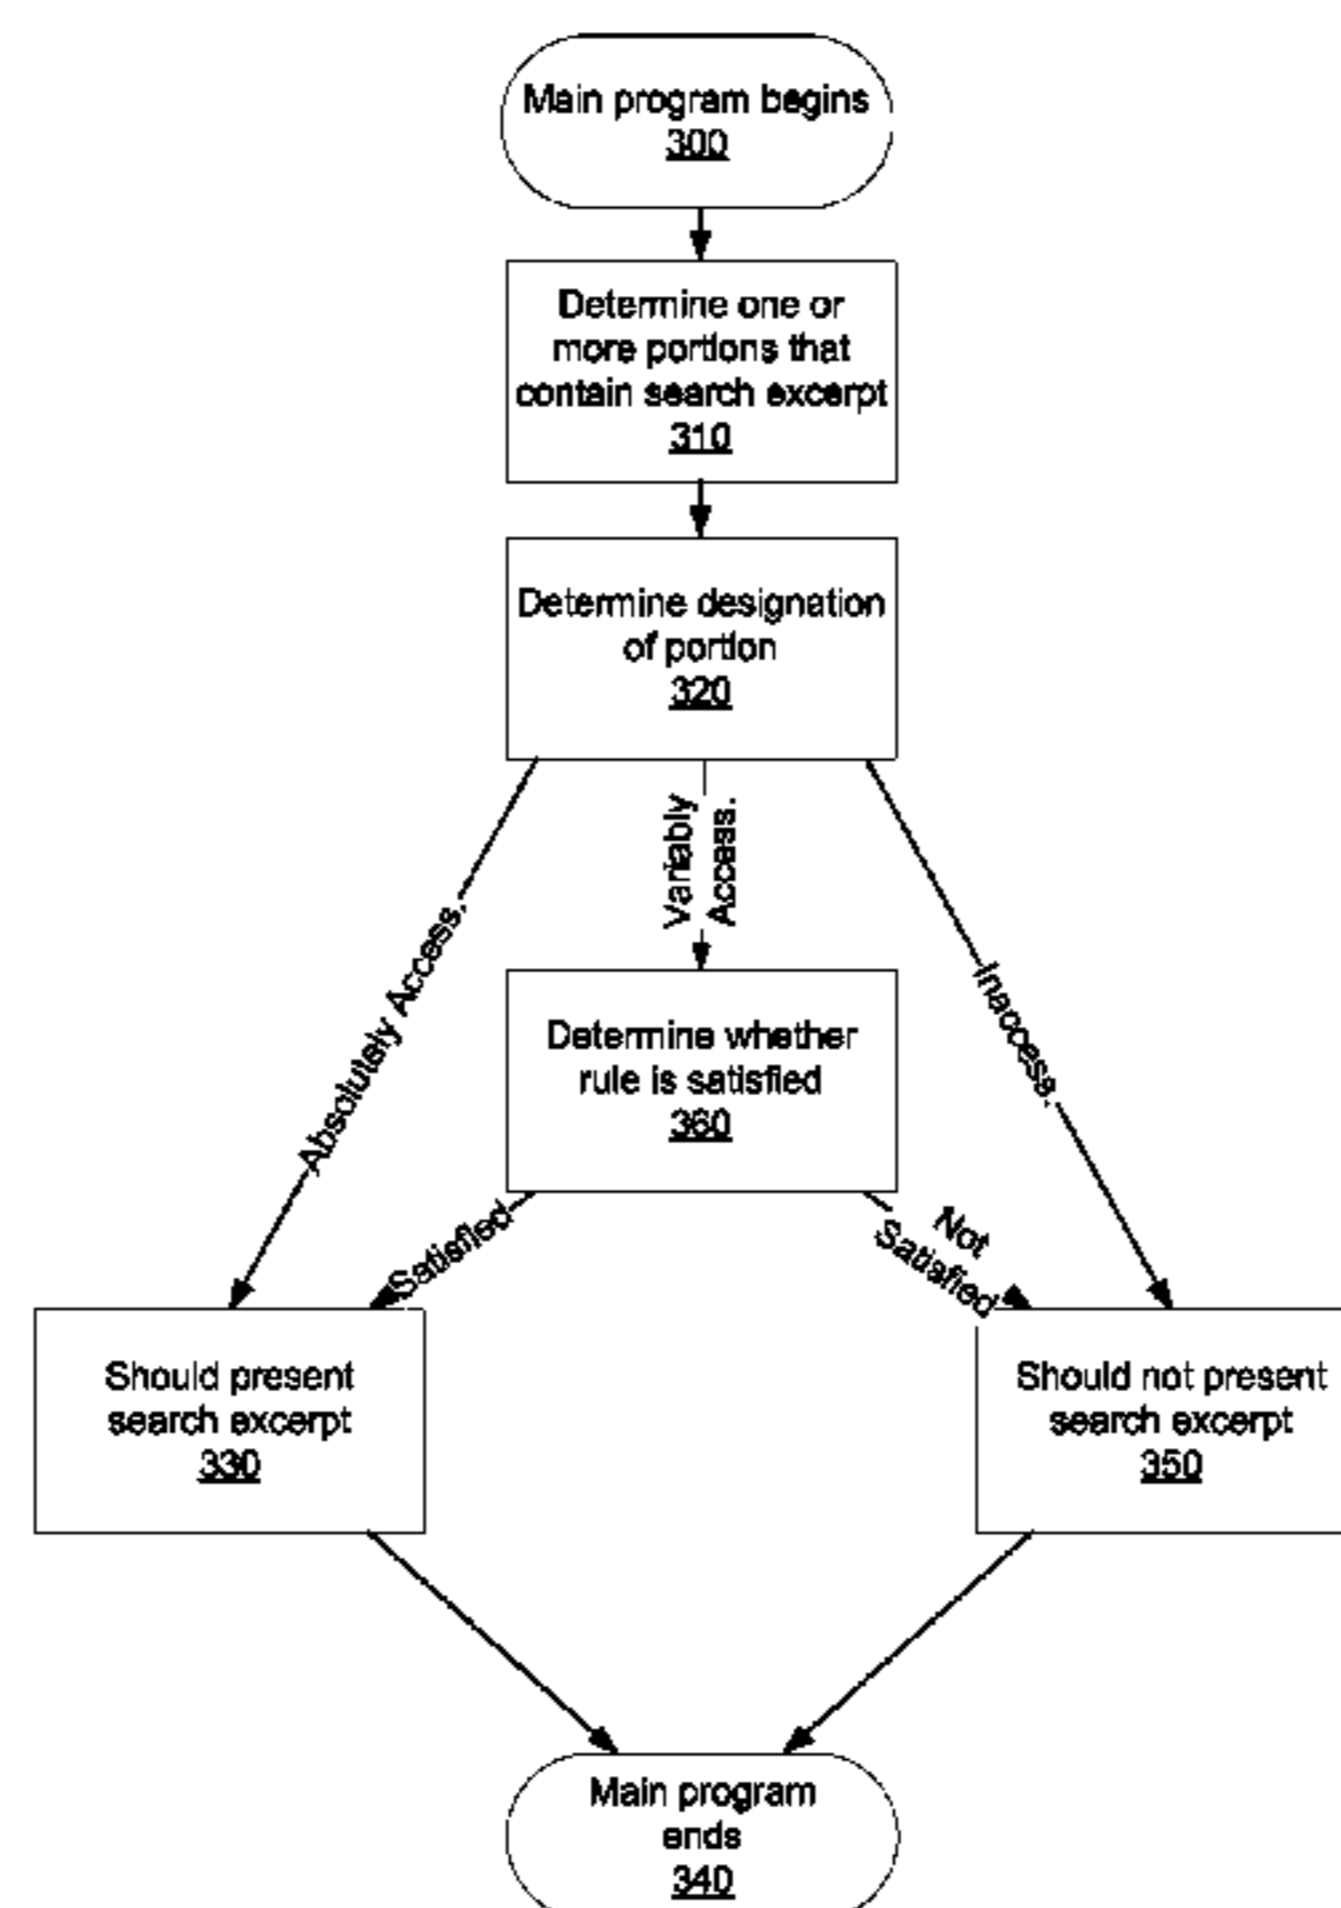 Main program begins
300
Determine one or
more portions that
contain search excerpt
310
Determine designation
of portion
320
Absolutely Access.
Variably
Access.
Inaccess.
Determine whether
rule is satisfied
360
Satisfied
Not
Satisfied
Should present
search excerpt
330
Should not present
search excerpt
350
Main program
ends
340